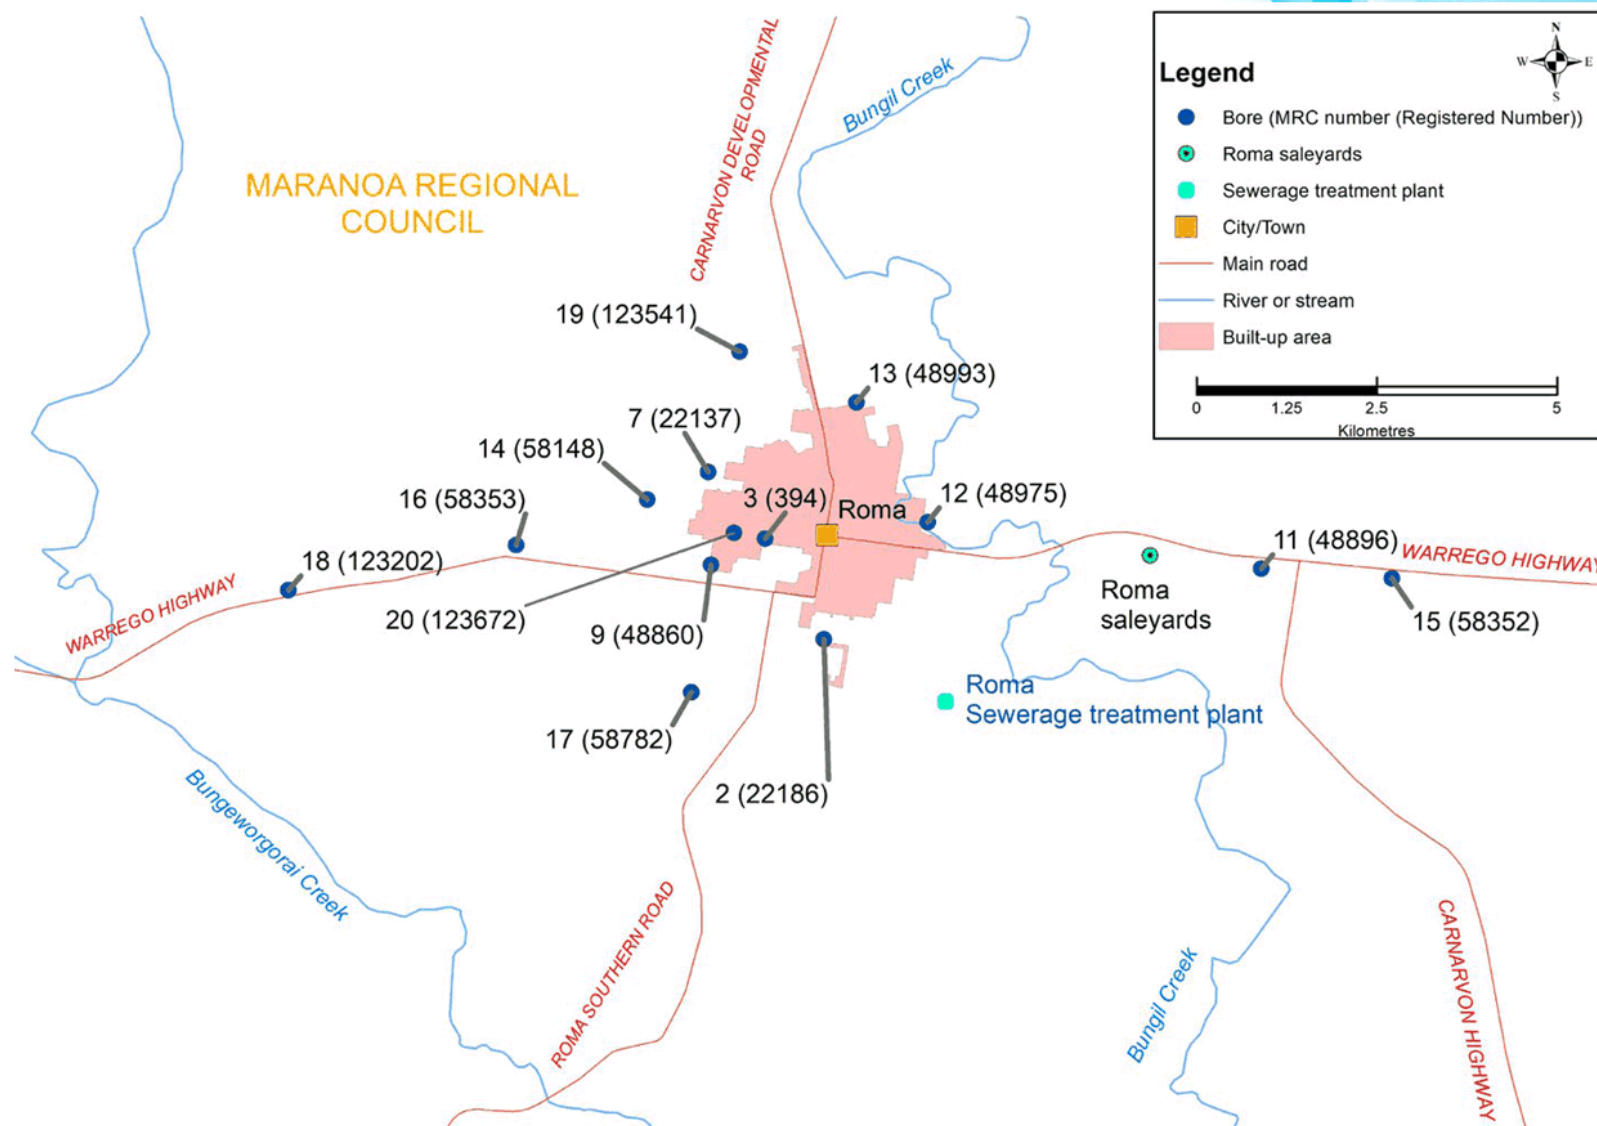 N
W E
S
Legend
Bore (MRC number (Registered Number))
Roma saleyards
Sewerage treatment plant
City/Town
Main road
River or stream
Built-up area
0 1.25 2.5 5
Kilometres
CARNARVON DEVELOPMENTAL
ROAD
Bungil Creek
MARANOA REGIONAL
COUNCIL
19 (123541)
13 (48993)
7 (22137)
14 (58148)
16 (58353)
3 (394)
Roma
12 (48975)
18 (123202)
11 (48896)
WARREGO HIGHWAY
WARREGO HIGHWAY
20 (123672)
9 (48860)
Roma
saleyards
15 (58352)
Roma
Sewerage treatment plant
17 (58782)
2 (22186)
Bungeworgorai Creek
ROMA SOUTHERN ROAD
Bungil Creek
CARNARVON HIGHWAY